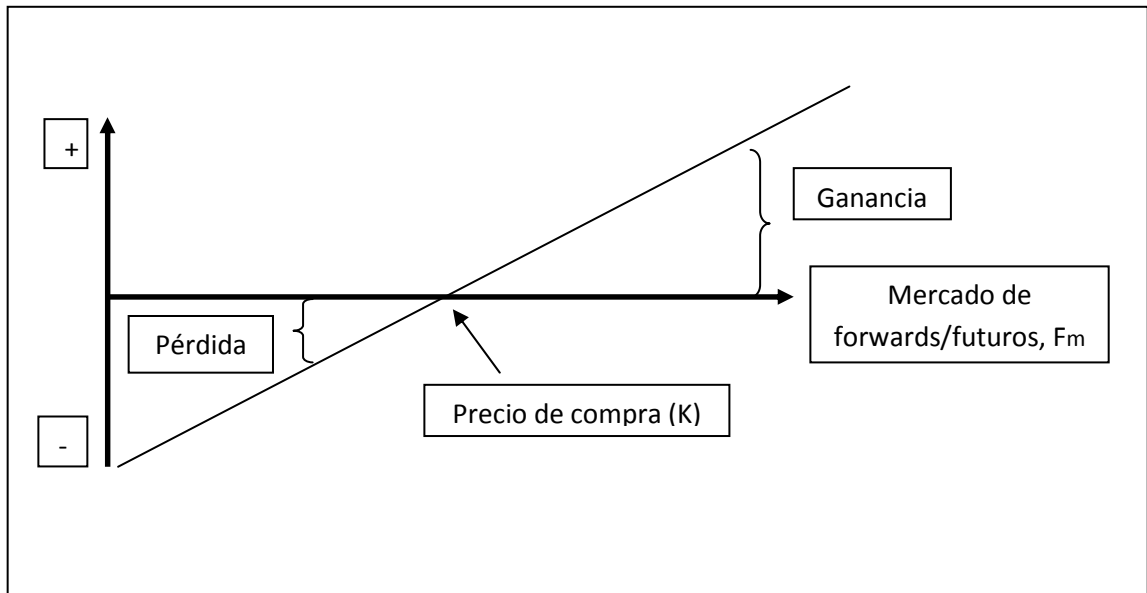 +
Ganancia
Mercado de
forwards/futuros, Fm
Pérdida
Precio de compra (K)
-